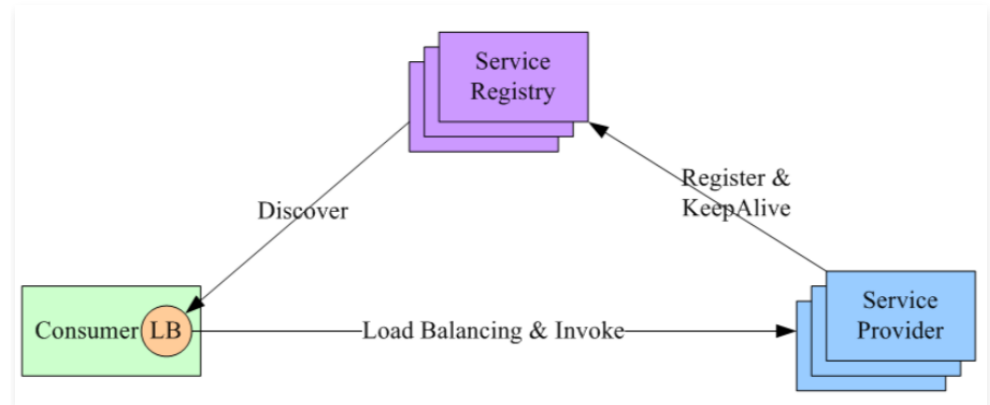 Service
Registry
Register &
KeepAlive
Discover
Service
Provider
Consumer
LB
Load Balancing & Invoke